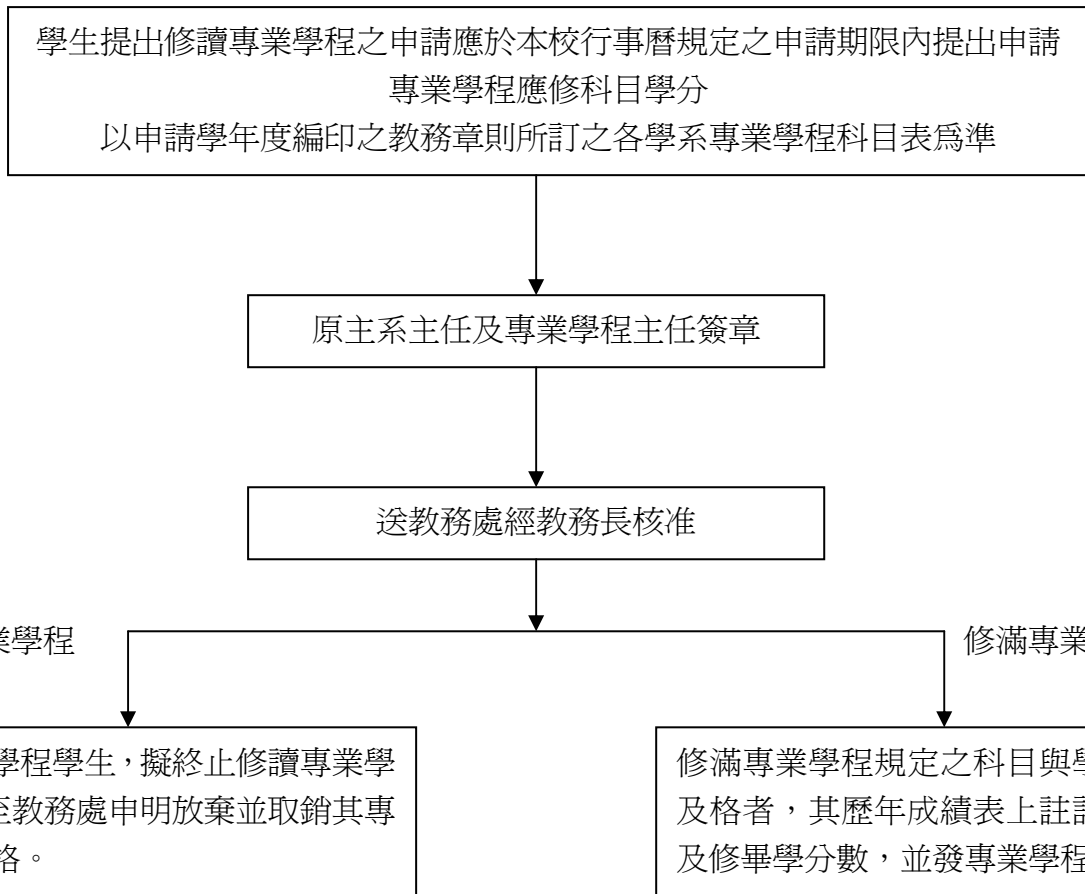 學生提出修讀專業學程之申請應於本校行事曆規定之申請期限內提出申請
專業學程應修科目學分
以申請學年度編印之教務章則所訂之各學系專業學程科目表為準
原主系主任及專業學程主任簽章
送教務處經教務長核准
業學程
修滿專業
學程學生，擬終止修讀專業學
至教務處申明放棄並取銷其專
格。
修滿專業學程規定之科目與學
及格者，其歷年成績表上註
及修畢學分數，並發專業學程